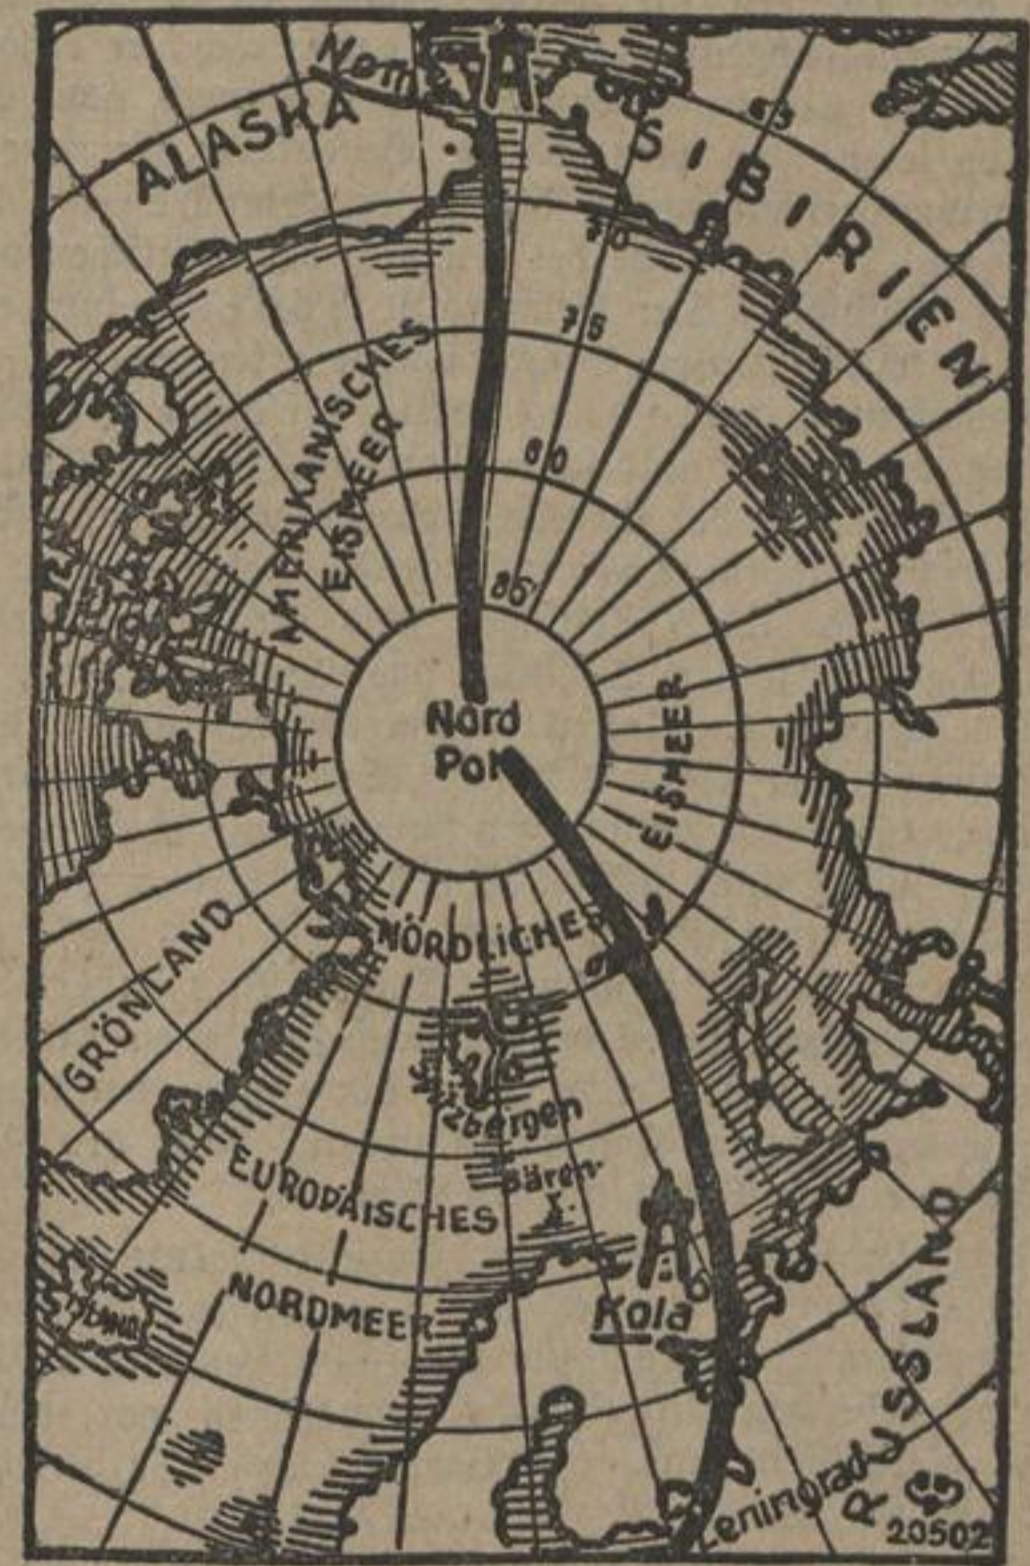 Nome
ALASKA
SIBIRIEN
65
70
75
80
85
AMERIKANISCHES
EISMEER
Nord
Pol
EISMEER
NÖRDLICHES
GRÖNLAND
Spitzbergen
Bären-
EUROPÄISCHES
NORDMEER
Kola
RUSSLAND
Leningrad
20502